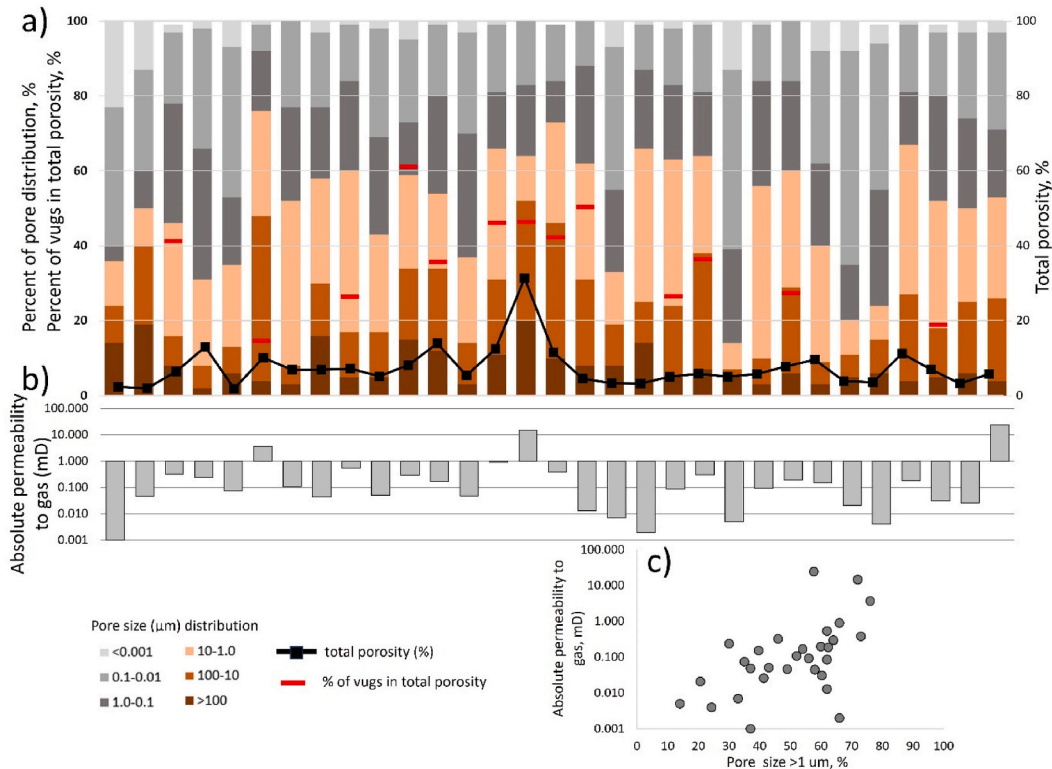 a)
Percent of pore distribution, %
Percent of vugs in total porosity, %
100
80
60
40
20
0
100
80
60
40
20
0
Total porosity, %
b)
Absolute permeability
to gas (mD)
100.000
10.000
1.000
0.100
0.010
0.001
c)
Absolute permeability to
gas, mD)
100.000
10.000
1.000
0.100
0.010
0.001
0 10 20 30 40 50 60 70 80 90 100
Pore size >1 um, %
Pore size (μm) distribution
<0.001
10-1.0
0.1-0.01
100-10
1.0-0.1
>100
total porosity (%)
% of vugs in total porosity